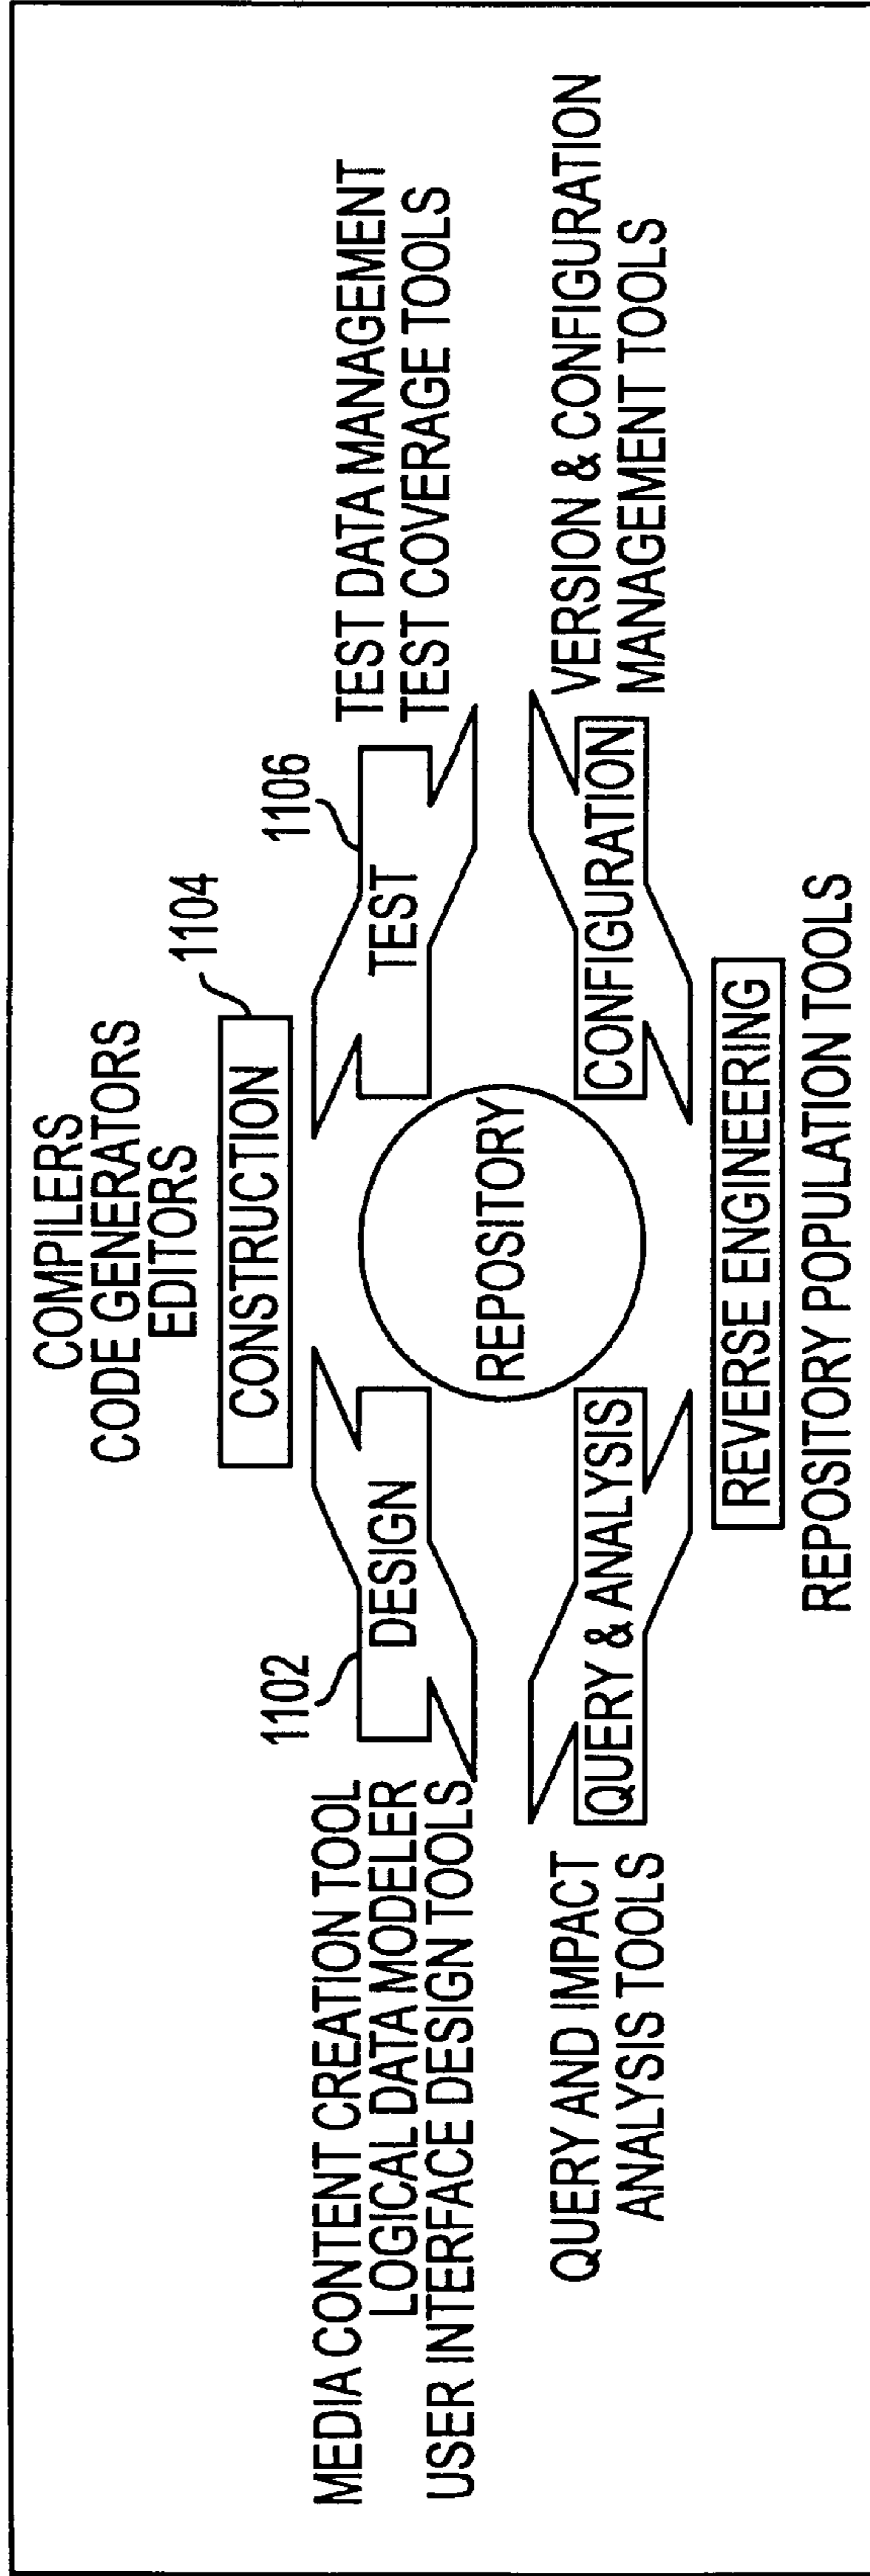 COMPILERS
CODE GENERATORS
EDITORS
1104
CONSTRUCTION
1102
1106
MEDIA CONTENT CREATION TOOL
LOGICAL DATA MODELER
USER INTERFACE DESIGN TOOLS
DESIGN
TEST
TEST DATA MANAGEMENT
TEST COVERAGE TOOLS
REPOSITORY
QUERY AND IMPACT
ANALYSIS TOOLS
QUERY & ANALYSIS
CONFIGURATION
VERSION & CONFIGURATION
MANAGEMENT TOOLS
REVERSE ENGINEERING
REPOSITORY POPULATION TOOLS